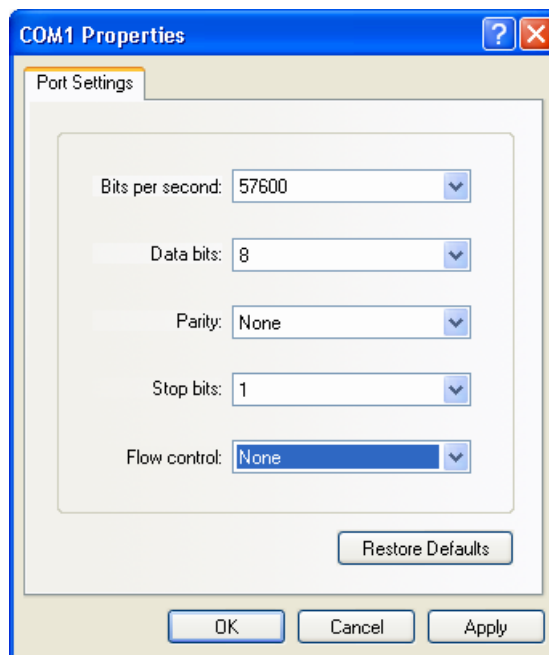 COM1 Properties
Port Settings
Bits per second: 57600
Data bits: 8
Parity: None
Stop bits: 1
Flow control: None
Restore Defaults
OK Cancel Apply